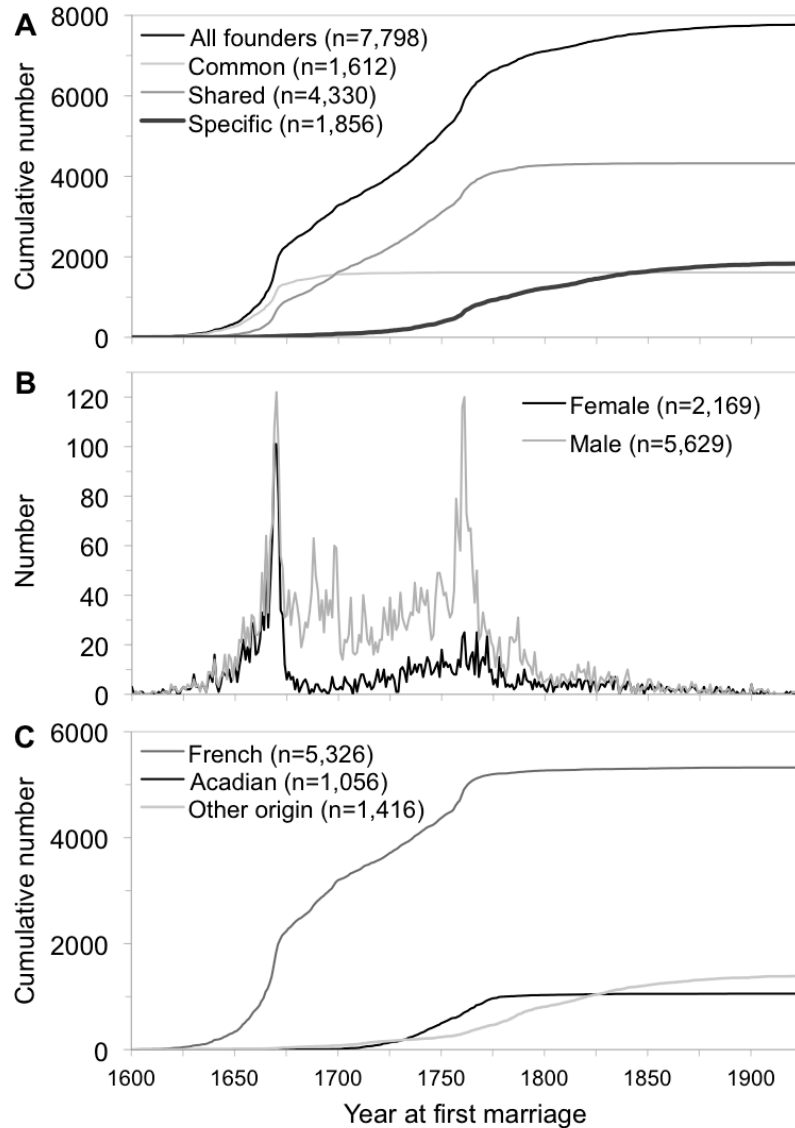 A
8000
6000
4000
2000
0
Cumulative number
All founders (n=7,798)
Common (n=1,612)
Shared (n=4,330)
Specific (n=1,856)
B
120
100
80
60
40
20
0
Number
Female (n=2,169)
Male (n=5,629)
C
6000
4000
2000
0
Cumulative number
French (n=5,326)
Acadian (n=1,056)
Other origin (n=1,416)
1600 1650 1700 1750 1800 1850 1900
Year at first marriage